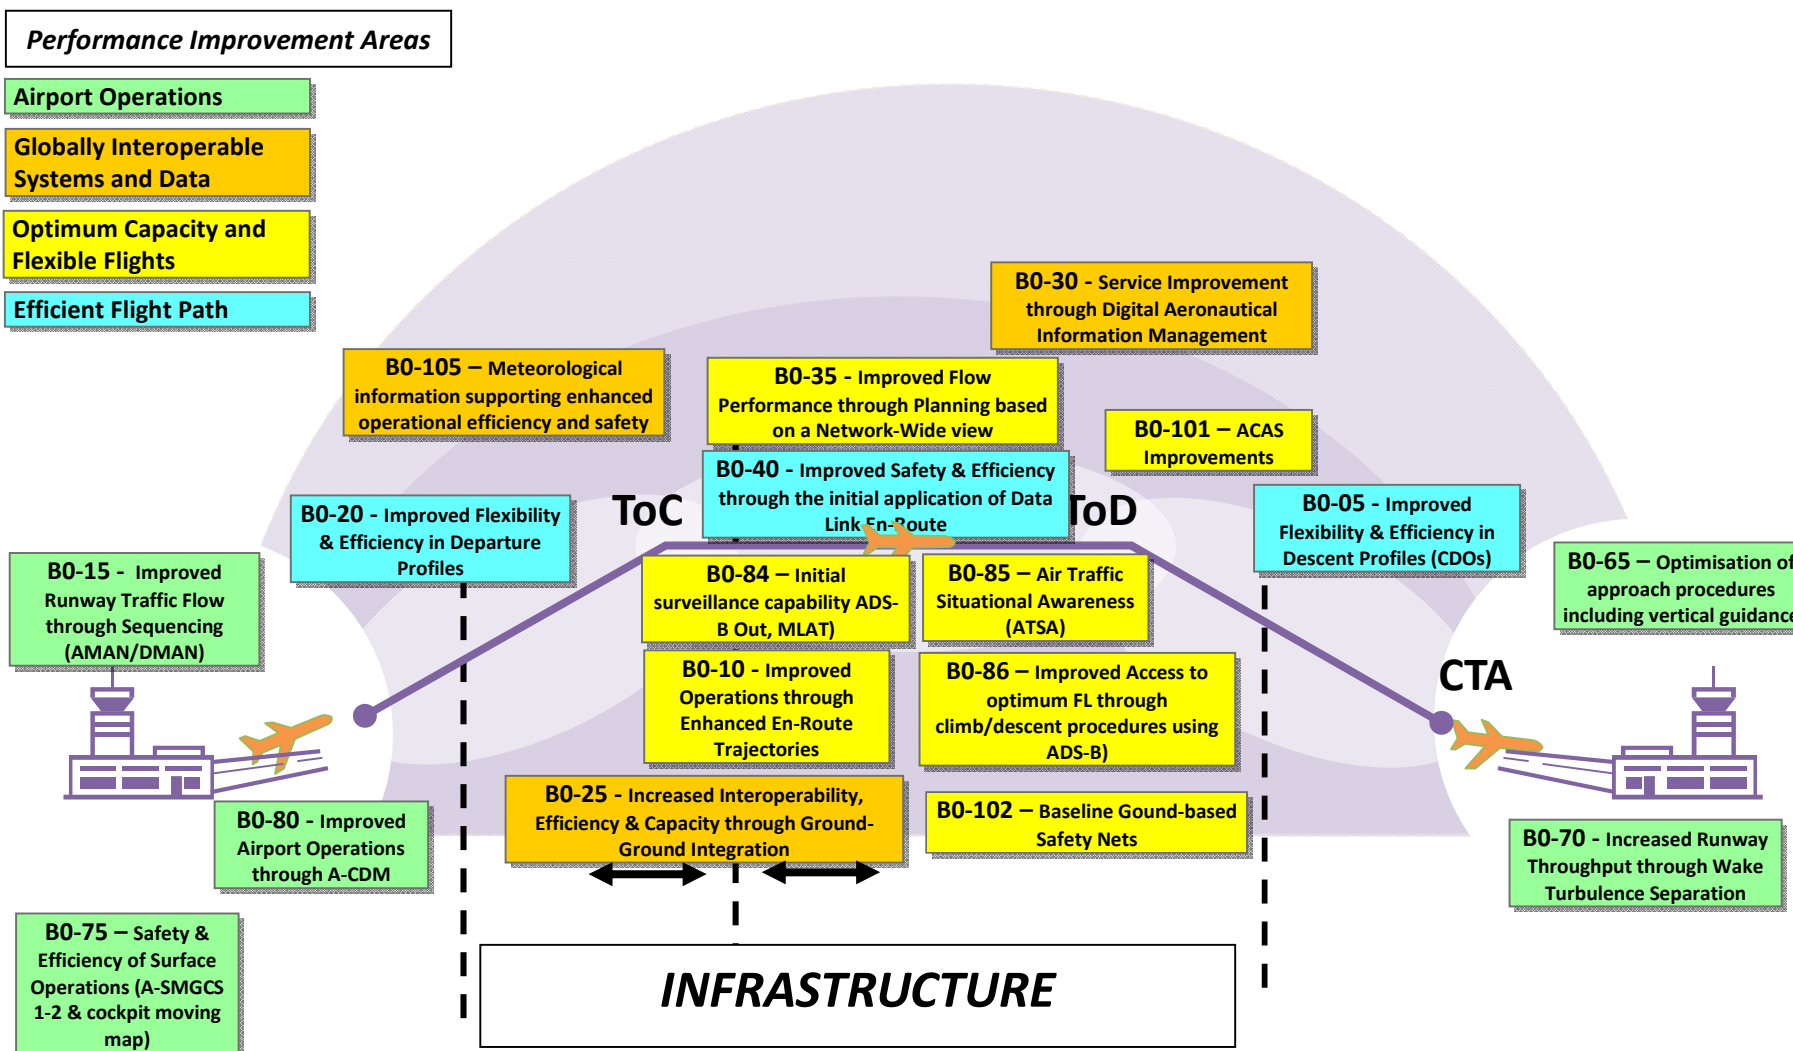 Performance Improvement Areas
Airport Operations
Globally Interoperable
Systems and Data
Optimum Capacity and
Flexible Flights
Efficient Flight Path
B0-30 - Service Improvement
through Digital Aeronautical
Information Management
B0-105 – Meteorological
information supporting enhanced
operational efficiency and safety
B0-35 - Improved Flow
Performance through Planning based
on a Network-Wide view
B0-101 – ACAS
Improvements
B0-40 - Improved Safety & Efficiency
through the initial application of Data
Link En-Route
ToC
ToD
B0-20 - Improved Flexibility
& Efficiency in Departure
Profiles
B0-05 - Improved
Flexibility & Efficiency in
Descent Profiles (CDOs)
B0-15 - Improved
Runway Traffic Flow
through Sequencing
(AMAN/DMAN)
B0-84 – Initial
surveillance capability ADS-
B Out, MLAT)
B0-85 – Air Traffic
Situational Awareness
(ATSA)
B0-65 – Optimisation of
approach procedures
including vertical guidance
B0-10 - Improved
Operations through
Enhanced En-Route
Trajectories
B0-86 - Improved Access to
optimum FL through
climb/descent procedures using
ADS-B)
CTA
B0-25 - Increased Interoperability,
Efficiency & Capacity through Ground-
Ground Integration
B0-102 – Baseline Gound-based
Safety Nets
B0-80 - Improved
Airport Operations
through A-CDM
B0-70 - Increased Runway
Throughput through Wake
Turbulence Separation
B0-75 – Safety &
Efficiency of Surface
Operations (A-SMGCS
1-2 & cockpit moving
map)
INFRASTRUCTURE